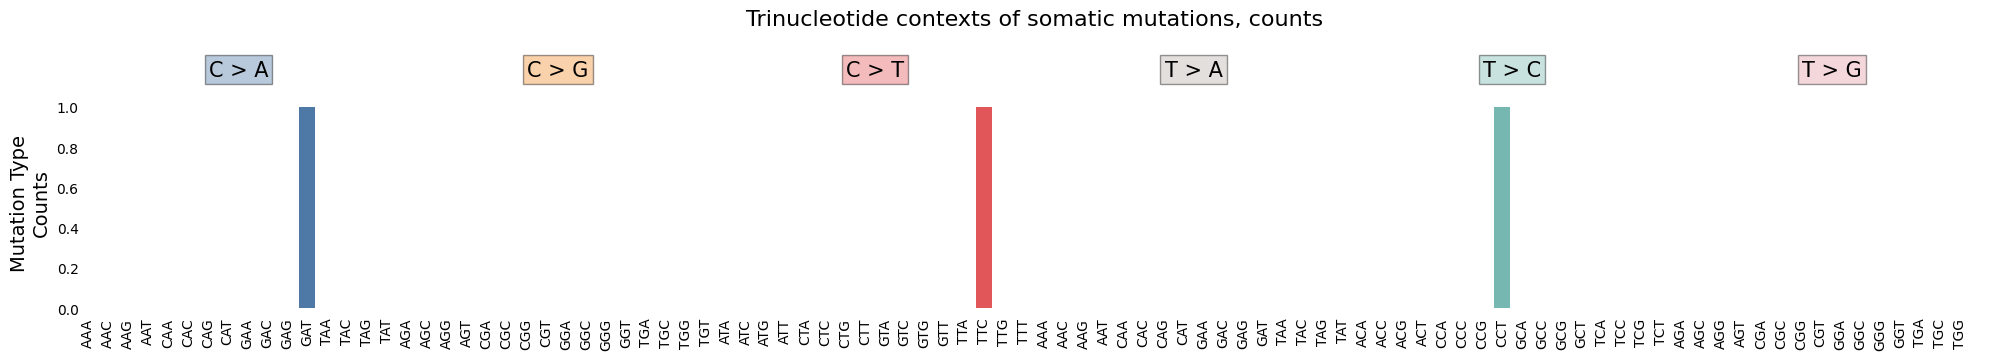 Trinucleotide contexts of somatic mutations, counts
C > A
C > G
C > T
T > A
T > C
T > G
Mutation Type
Counts
1.0
0.8
0.6
0.4
0.2
0.0
AAA
AAC
AAG
AAT
CAA
CAC
CAG
CAT
GAA
GAC
GAG
GAT
TAA
TAC
TAG
TAT
AGA
AGC
AGG
AGT
CGA
CGC
CGG
CGT
GGA
GGC
GGG
GGT
TGA
TGC
TGG
TGT
ATA
ATC
ATG
ATT
CTA
CTC
CTG
CTT
GTA
GTC
GTG
GTT
TTA
TTC
TTG
TTT
AAA
AAC
AAG
AAT
CAA
CAC
CAG
CAT
GAA
GAC
GAG
GAT
TAA
TAC
TAG
TAT
ACA
ACC
ACG
ACT
CCA
CCC
CCG
CCT
GCA
GCC
GCG
GCT
TCA
TCC
TCG
TCT
AGA
AGC
AGG
AGT
CGA
CGC
CGG
CGT
GGA
GGC
GGG
GGT
TGA
TGC
TGG